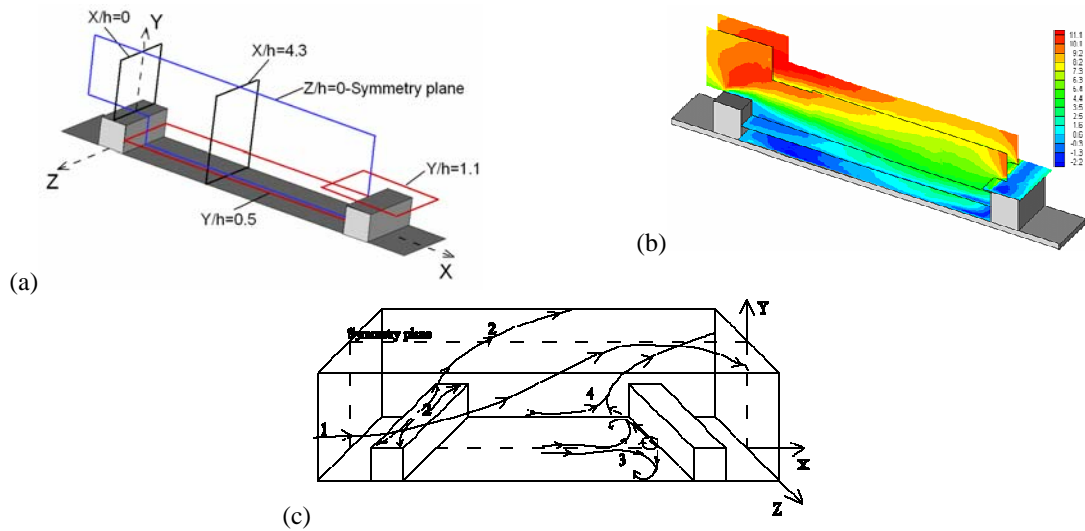 X/h=0
Y
X/h=4.3
Z/h=0-Symmetry plane
Z
Y/h=1.1
Y/h=0.5
X
(a)
11.1
10.1
9.2
8.2
7.3
6.3
5.4
4.4
3.5
2.5
1.6
0.6
-0.3
-1.3
-2.2
(b)
Symmetry plane
2
Y
4
2
1
3
X
Z
(c)